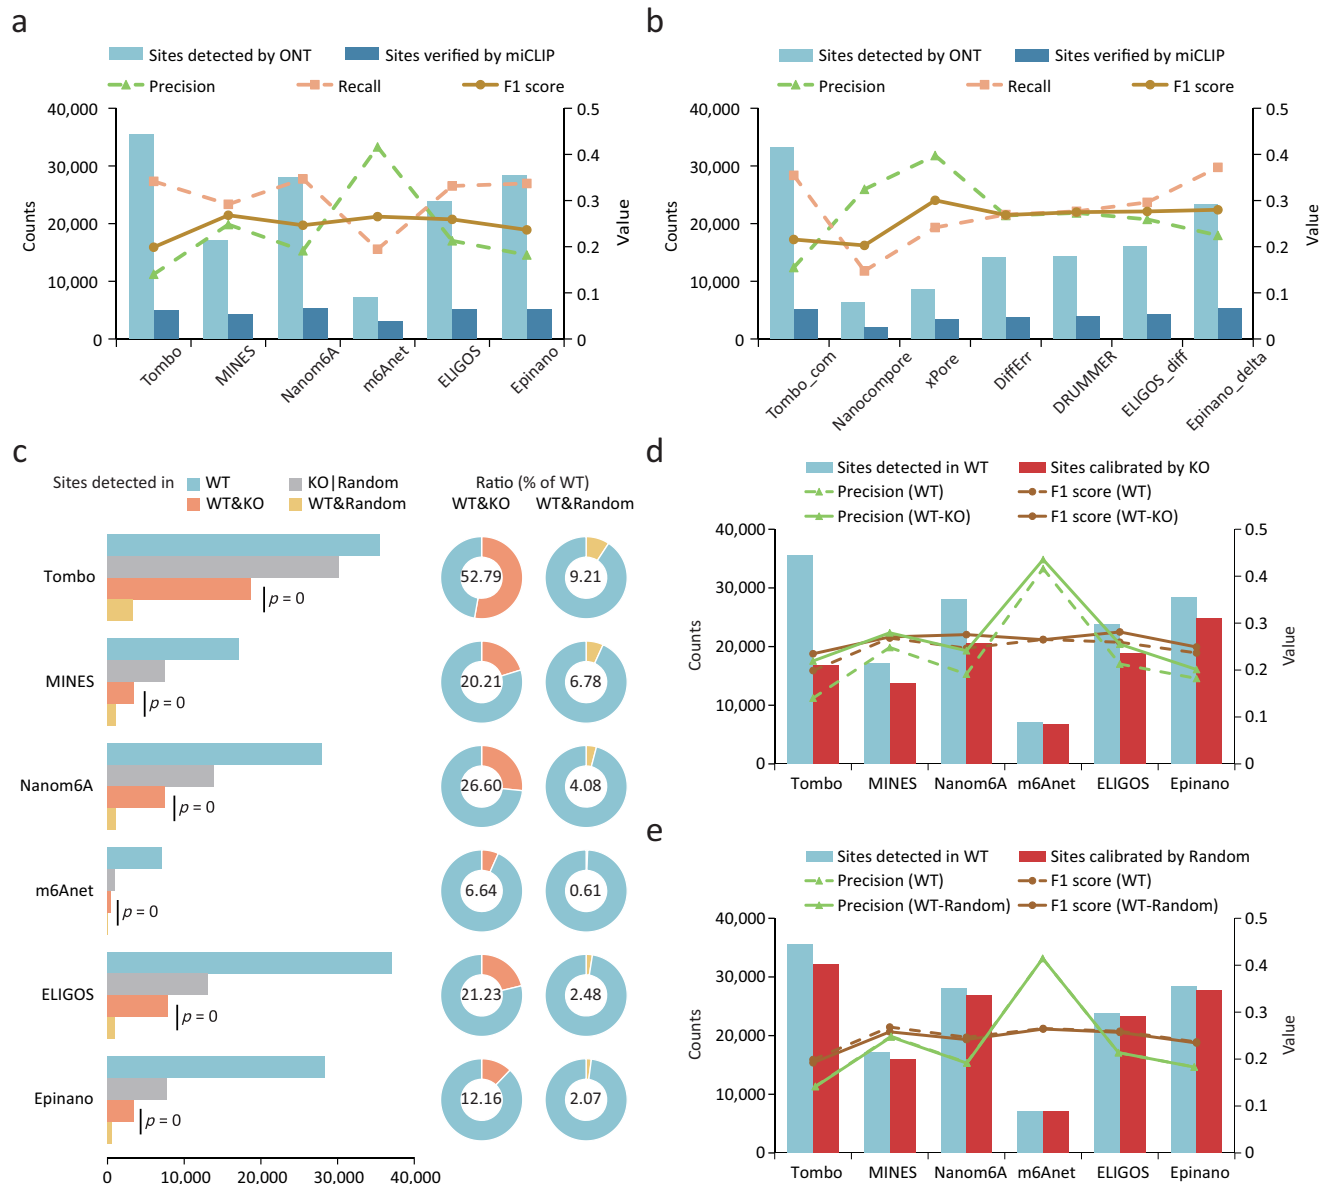 a
Sites detected by ONT
Sites verified by miCLIP
Precision
Recall
F1 score
40,000
30,000
20,000
10,000
0
Counts
0.5
0.4
0.3
0.2
0.1
0
Value
Tombo
MINES
Nanom6A
m6Anet
ELIGOS
Epinano
b
Sites detected by ONT
Sites verified by miCLIP
Precision
Recall
F1 score
40,000
30,000
20,000
10,000
0
Counts
0.5
0.4
0.3
0.2
0.1
0
Value
Tombo_com
Nanocompore
xPore
DiffErr
DRUMMER
ELIGOS_diff
Epinano_delta
c
Sites detected in
WT
KO|Random
WT&KO
WT&Random
Ratio (% of WT)
WT&KO
WT&Random
Tombo
p = 0
52.79
9.21
MINES
p = 0
20.21
6.78
Nanom6A
p = 0
26.60
4.08
m6Anet
p = 0
6.64
0.61
ELIGOS
p = 0
21.23
2.48
Epinano
p = 0
12.16
2.07
0
10,000
20,000
30,000
40,000
d
Sites detected in WT
Sites calibrated by KO
Precision (WT)
F1 score (WT)
Precision (WT-KO)
F1 score (WT-KO)
40,000
30,000
20,000
10,000
0
Counts
0.5
0.4
0.3
0.2
0.1
0
Value
Tombo
MINES
Nanom6A
m6Anet
ELIGOS
Epinano
e
Sites detected in WT
Sites calibrated by Random
Precision (WT)
F1 score (WT)
Precision (WT-Random)
F1 score (WT-Random)
40,000
30,000
20,000
10,000
0
Counts
0.5
0.4
0.3
0.2
0.1
0
Value
Tombo
MINES
Nanom6A
m6Anet
ELIGOS
Epinano